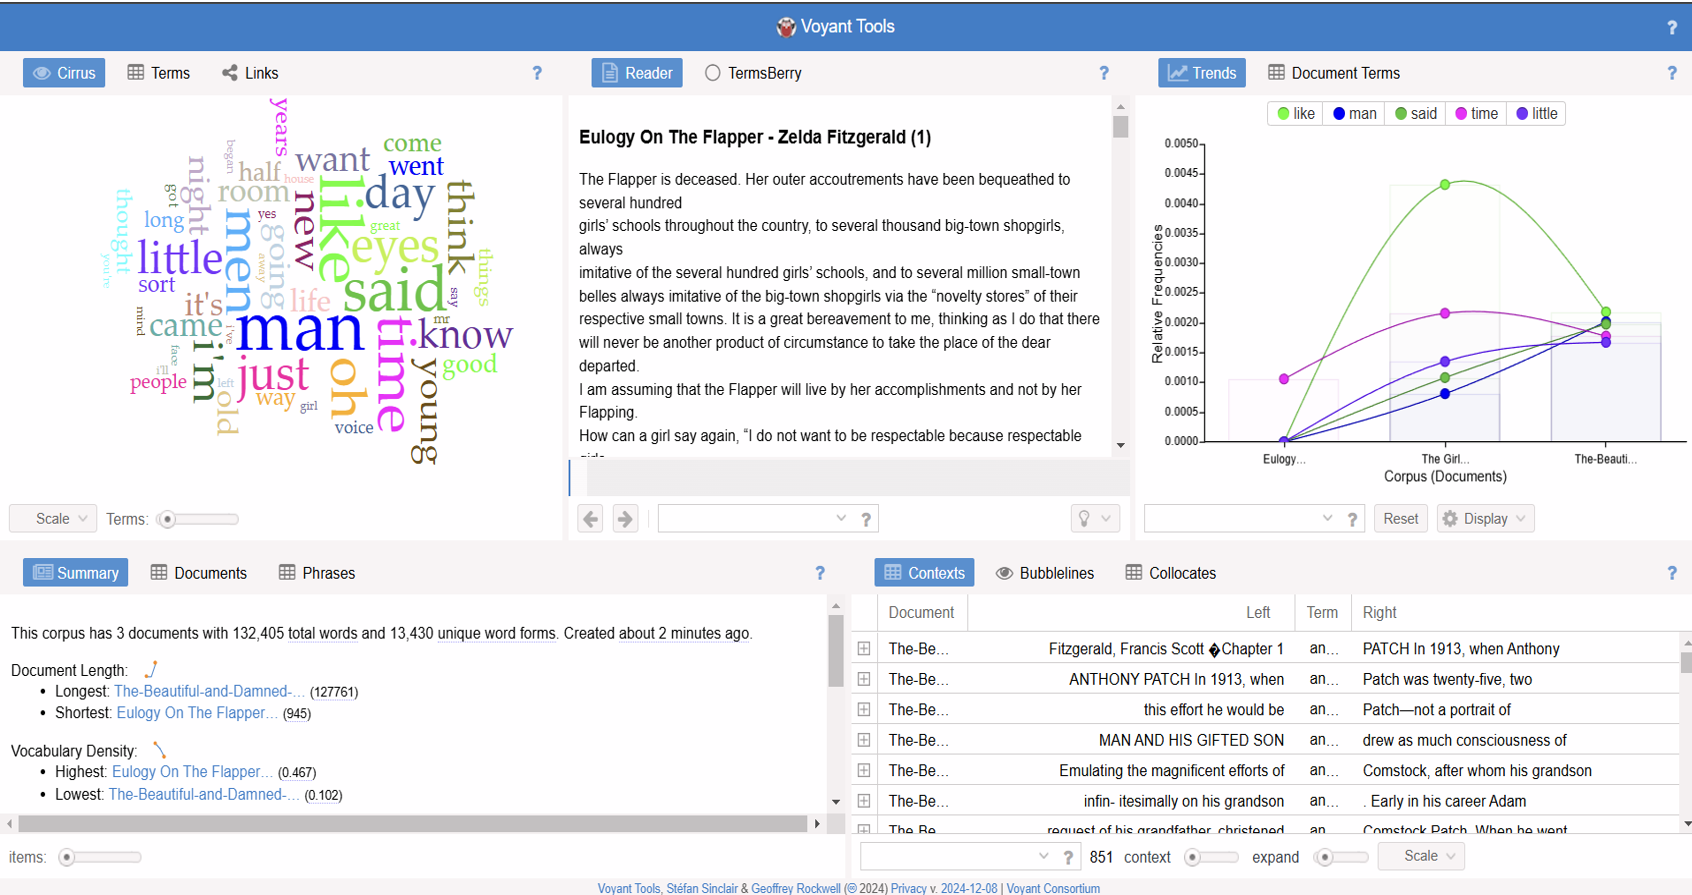 Voyant Tools
?
Cirrus Terms Links ?
years
come
began
want went
half
house
night room like day
got
thought
long yes new great think
men going eyes
little
you're
sort away things
it's life said say
mind came i've man mr know
time
face i'm just oh good
i'll
people left way young
old girl
voice
Scale Terms:
Reader TermsBerry ?
Eulogy On The Flapper - Zelda Fitzgerald (1)
The Flapper is deceased. Her outer accoutrements have been bequeathed to
several hundred
girls’ schools throughout the country, to several thousand big-town shopgirls,
always
imitative of the several hundred girls’ schools, and to several million small-town
belles always imitative of the big-town shopgirls via the “novelty stores” of their
respective small towns. It is a great bereavement to me, thinking as I do that there
will never be another product of circumstance to take the place of the dear
departed.
I am assuming that the Flapper will live by her accomplishments and not by her
Flapping.
How can a girl say again, “I do not want to be respectable because respectable
?
Trends Document Terms ?
like man said time little
0.0050
0.0045
0.0040
0.0035
0.0030
0.0025
0.0020
0.0015
0.0010
0.0005
0.0000
Relative Frequencies
Eulogy... The Girl... The-Beauti...
Corpus (Documents)
? Reset Display
Summary Documents Phrases ?
This corpus has 3 documents with 132,405 total words and 13,430 unique word forms. Created about 2 minutes ago.
Document Length:
• Longest: The-Beautiful-and-Damned-... (127761)
• Shortest: Eulogy On The Flapper... (945)
Vocabulary Density:
• Highest: Eulogy On The Flapper... (0.467)
• Lowest: The-Beautiful-and-Damned-... (0.102)
items:
Contexts Bubblelines Collocates ?
Document Left Term Right
The-Be... Fitzgerald, Francis Scott �Chapter 1 an... PATCH In 1913, when Anthony
The-Be... ANTHONY PATCH In 1913, when an... Patch was twenty-five, two
The-Be... this effort he would be an... Patch—not a portrait of
The-Be... MAN AND HIS GIFTED SON an... drew as much consciousness of
The-Be... Emulating the magnificent efforts of an... Comstock, after whom his grandson
The-Be... infin- itesimally on his grandson an... . Early in his career Adam
The-Be request of his grandfather, christened an Comstock Patch. When he went
? 851 context expand Scale
Voyant Tools, Stéfan Sinclair & Geoffrey Rockwell (© 2024) Privacy v. 2024-12-08 | Voyant Consortium